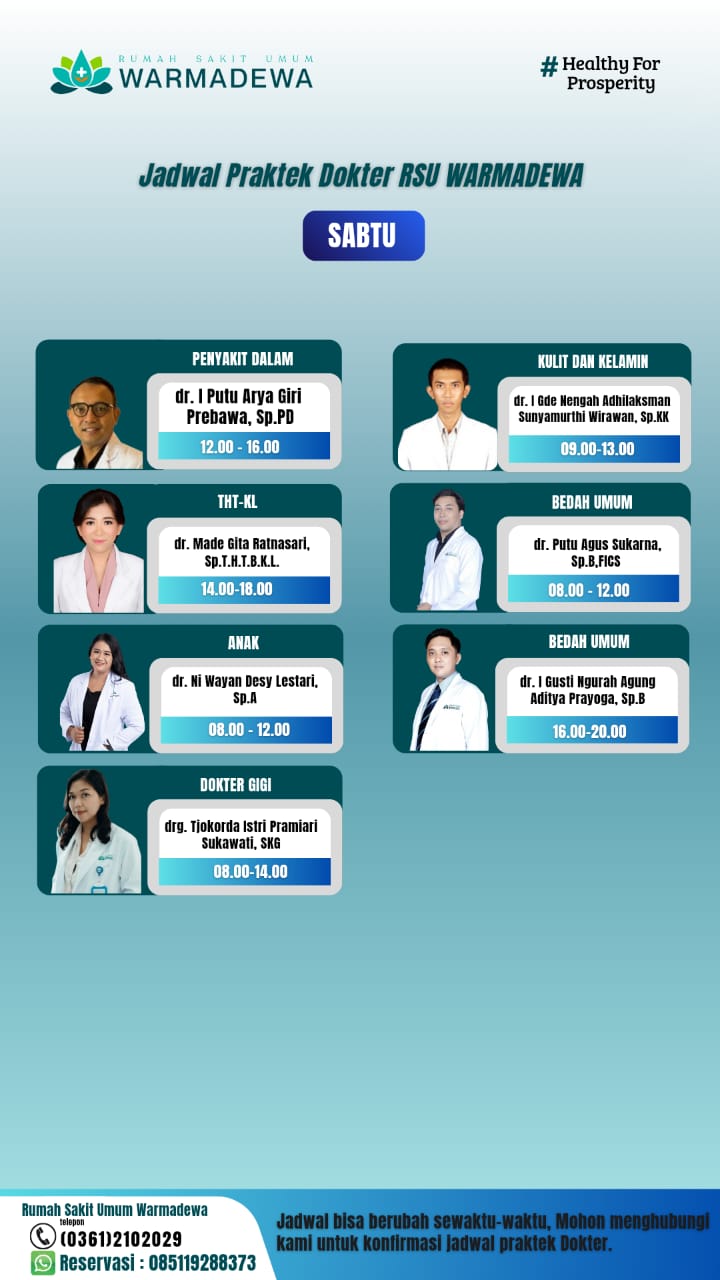 RUMAH SAKIT UMUM
WARMADEWA
# Healthy For
Prosperity
Jadwal Praktek Dokter RSU WARMADEWA
SABTU
PENYAKIT DALAM
dr. I Putu Arya Giri
Prebawa, Sp.PD
12.00 - 16.00
KULIT DAN KELAMIN
dr. I Gde Nengah Adhilaksman
Sunyamurthi Wirawan, Sp.KK
09.00-13.00
THT-KL
dr. Made Gita Ratnasari,
Sp.T.H.T.B.K.L.
14.00-18.00
BEDAH UMUM
dr. Putu Agus Sukarna,
Sp.B,FICS
08.00 - 12.00
ANAK
dr. Ni Wayan Desy Lestari,
Sp.A
08.00 - 12.00
BEDAH UMUM
dr. I Gusti Ngurah Agung
Aditya Prayoga, Sp.B
16.00-20.00
DOKTER GIGI
drg. Tjokorda Istri Pramiari
Sukawati, SKG
08.00-14.00
Rumah Sakit Umum Warmadewa
telepon
(0361)2102029
Reservasi : 085119288373
Jadwal bisa berubah sewaktu-waktu, Mohon menghubungi
kami untuk konfirmasi jadwal praktek Dokter.